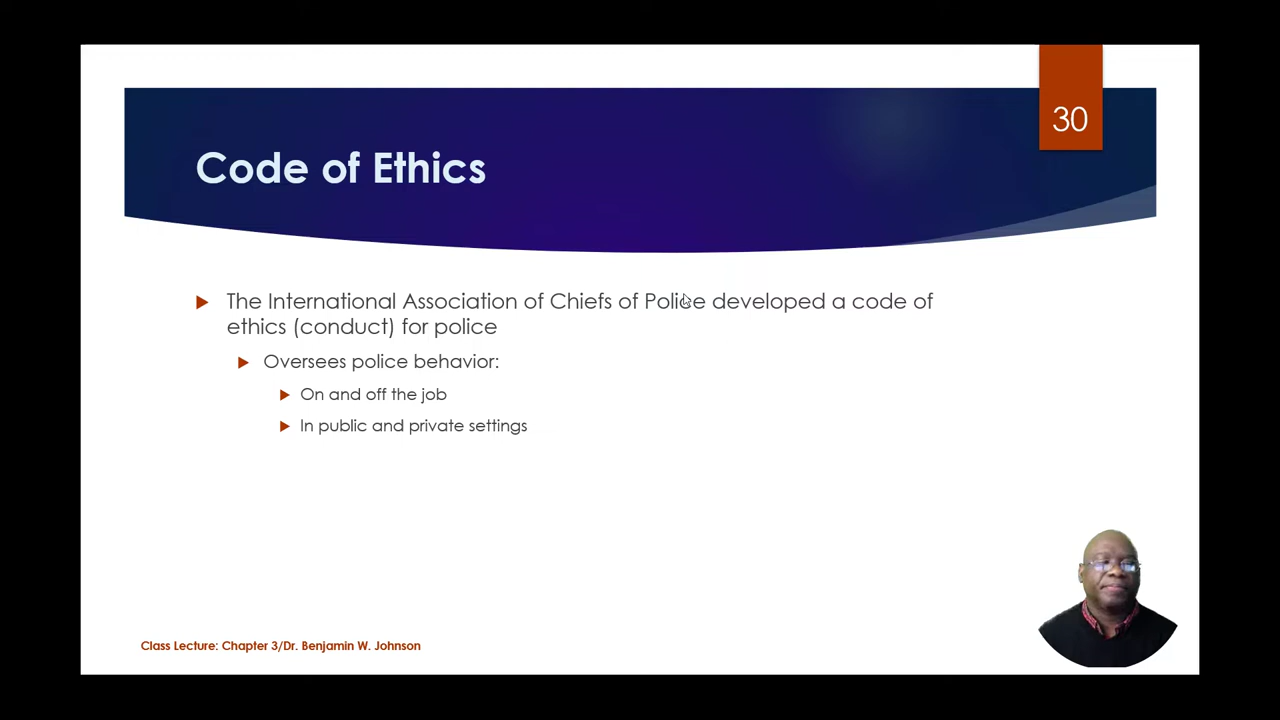 30
Code of Ethics
The International Association of Chiefs of Police developed a code of
ethics (conduct) for police
Oversees police behavior:
On and off the job
In public and private settings
Class Lecture: Chapter 3/Dr. Benjamin W. Johnson